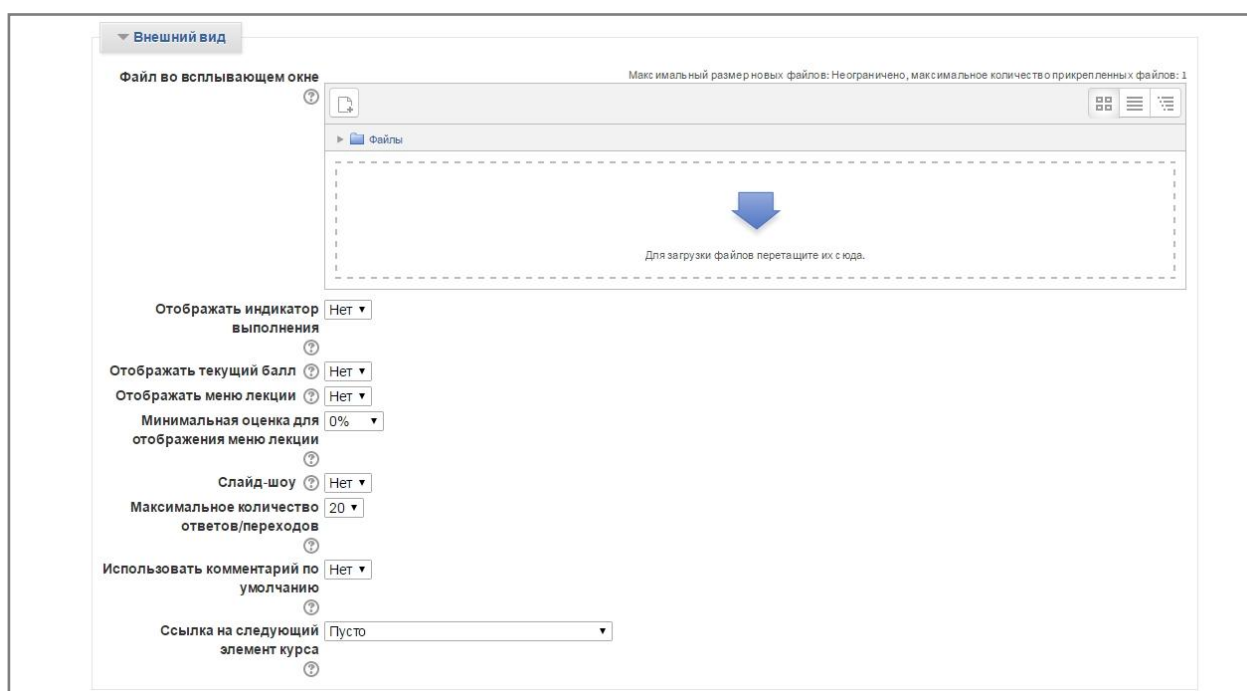 Внешний вид
Файл во всплывающем окне
Максимальный размер новых файлов: Неограничено, максимальное количество прикрепленных файлов: 1
Файлы
Для загрузки файлов перетащите их сюда.
Отображать индикатор Нет
выполнения
Отображать текущий балл Нет
Отображать меню лекции Нет
Минимальная оценка для 0%
отображения меню лекции
Слайд-шоу Нет
Максимальное количество 20
ответов/переходов
Использовать комментарий по Нет
умолчанию
Ссылка на следующий Пусто
элемент курса